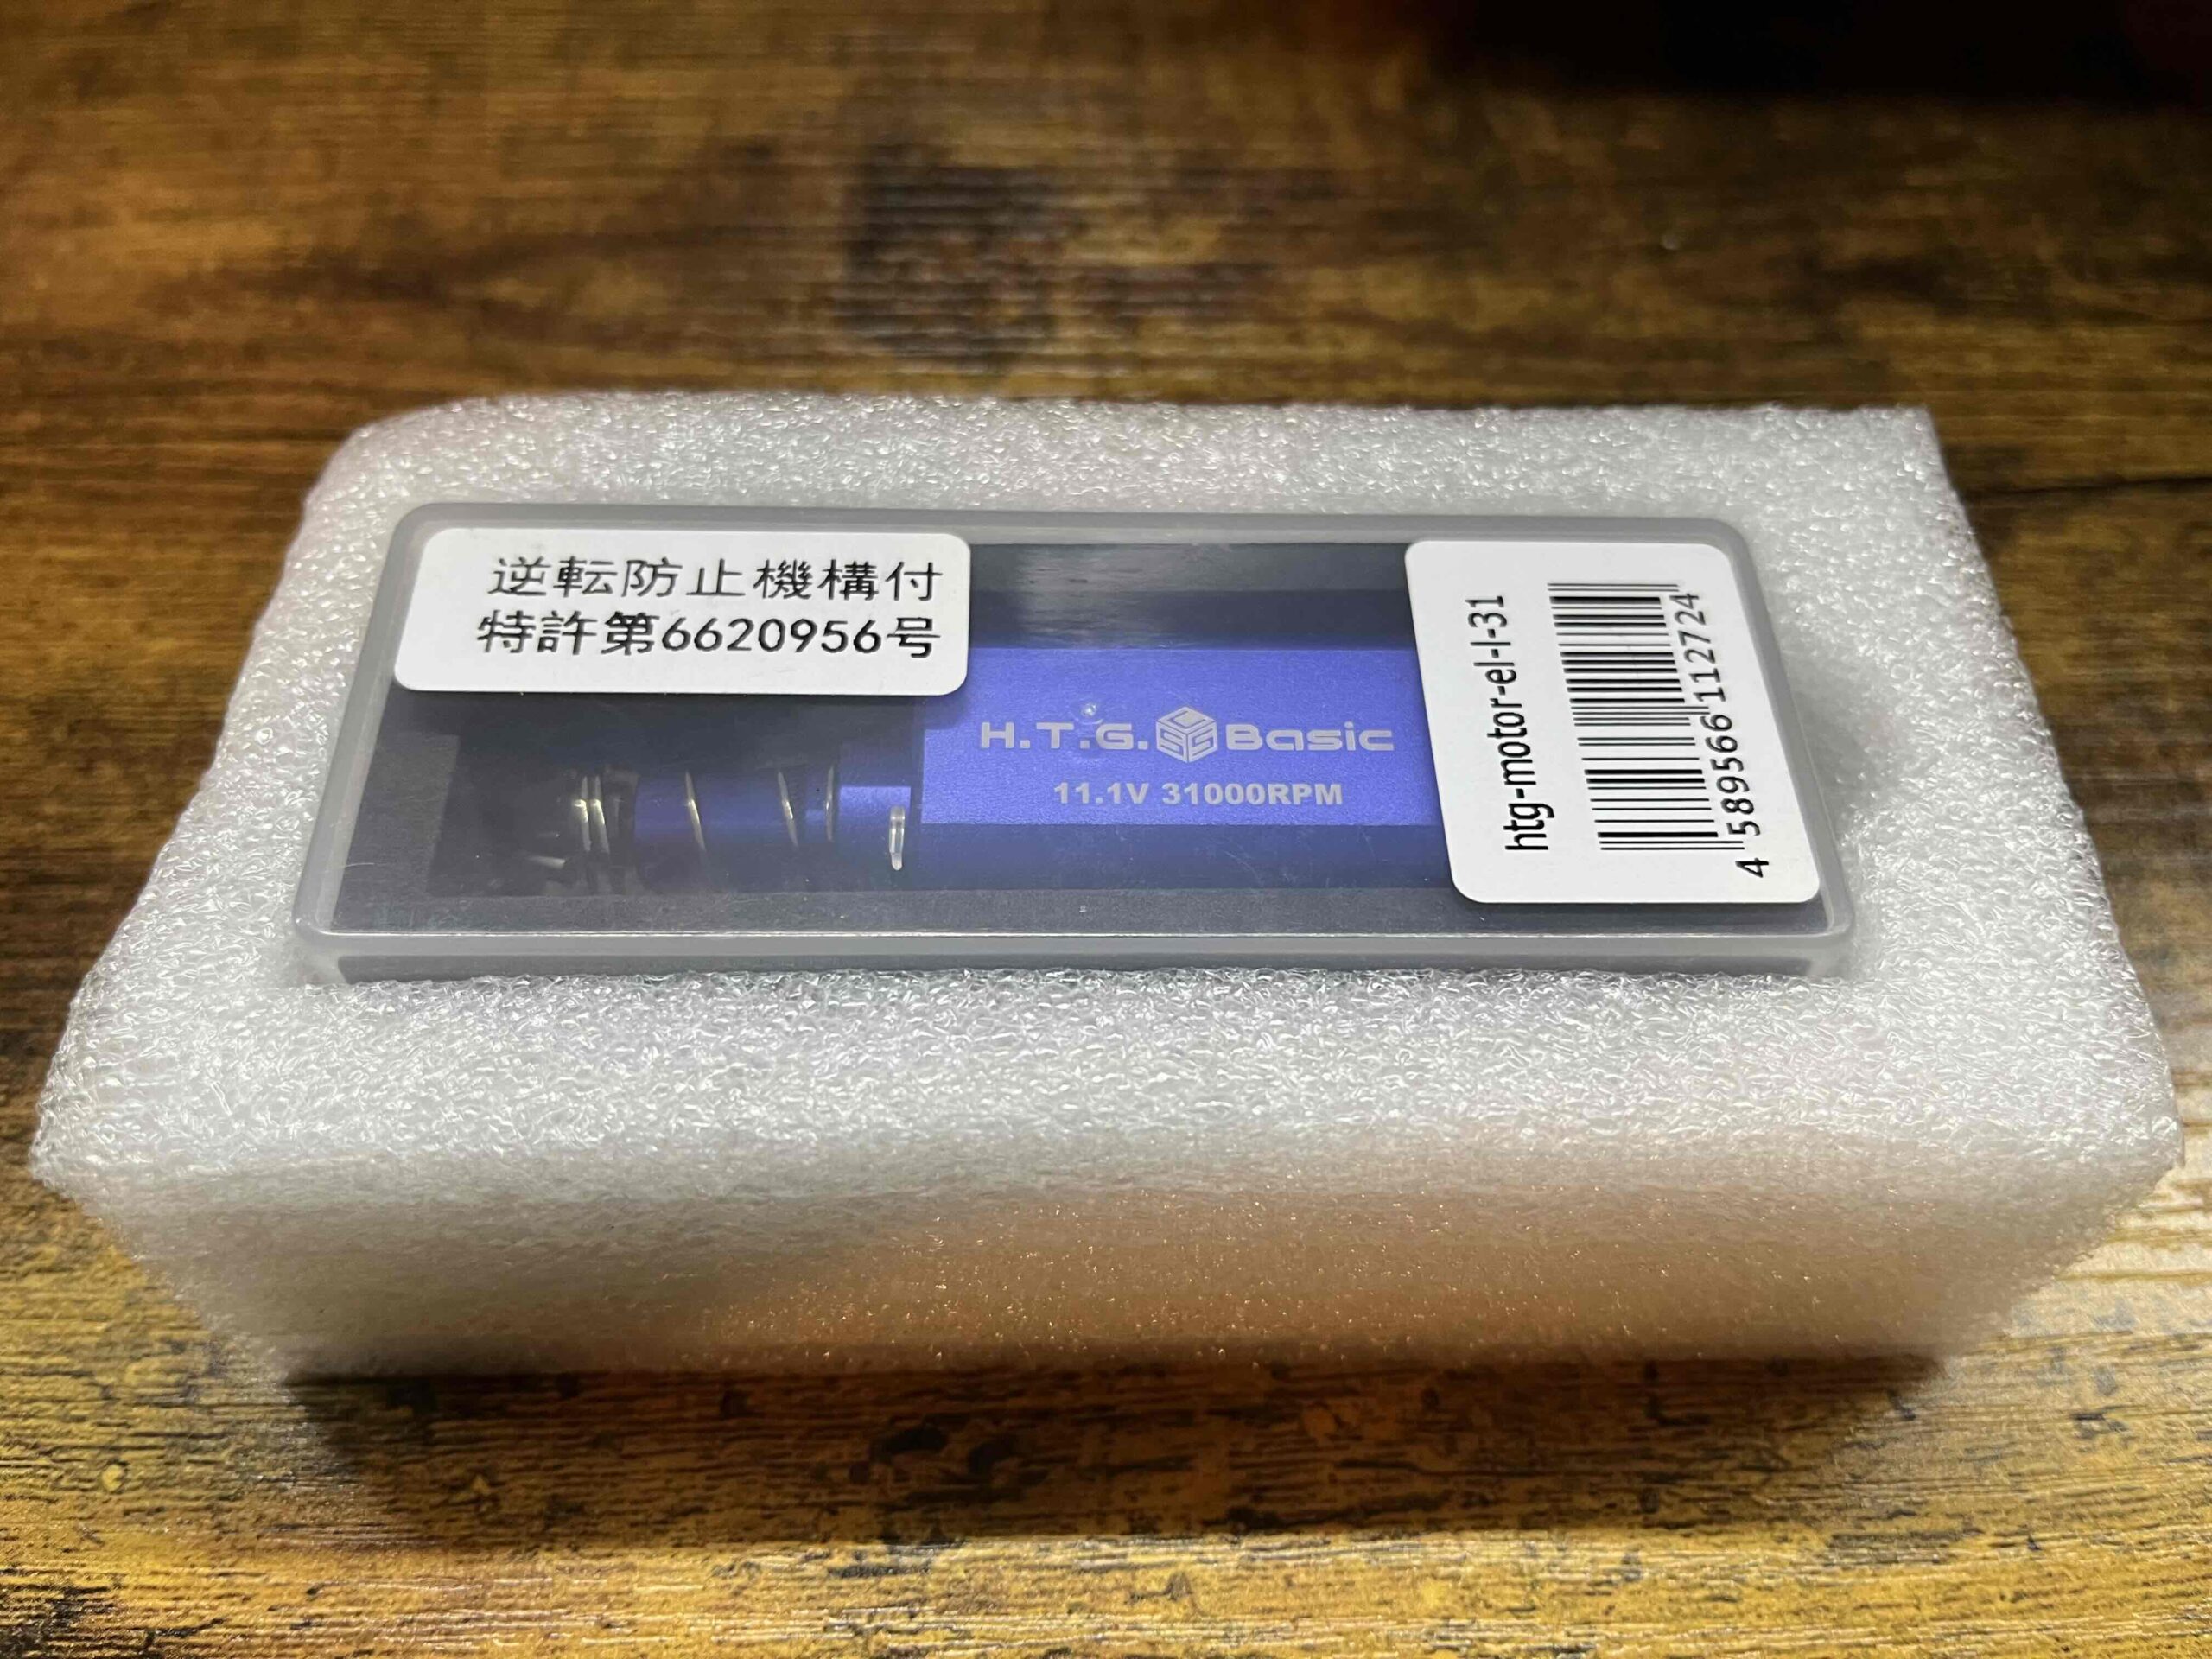 逆転防止機構付
特許第6620956号
H.T.G. Basic
11.1V 31000RPM
htg-motor-el-l-31
4 589566 112724